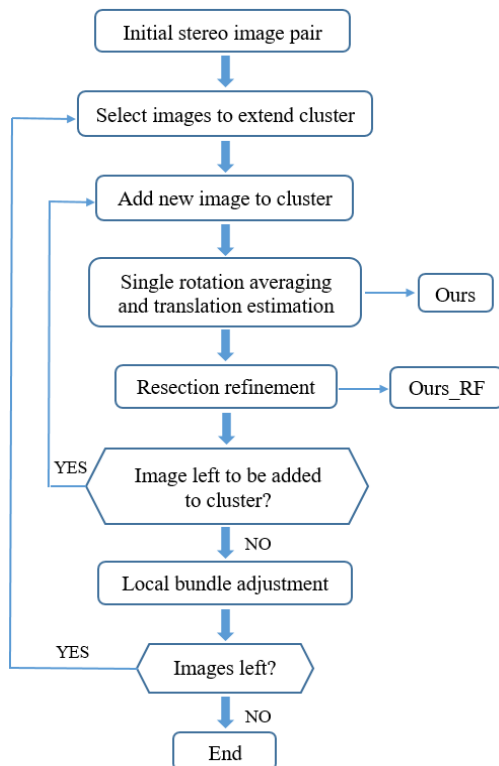 Initial stereo image pair
Select images to extend cluster
Add new image to cluster
Single rotation averaging
and translation estimation
Ours
Resection refinement
Ours_RF
YES
Image left to be added
to cluster?
NO
Local bundle adjustment
YES
Images left?
NO
End